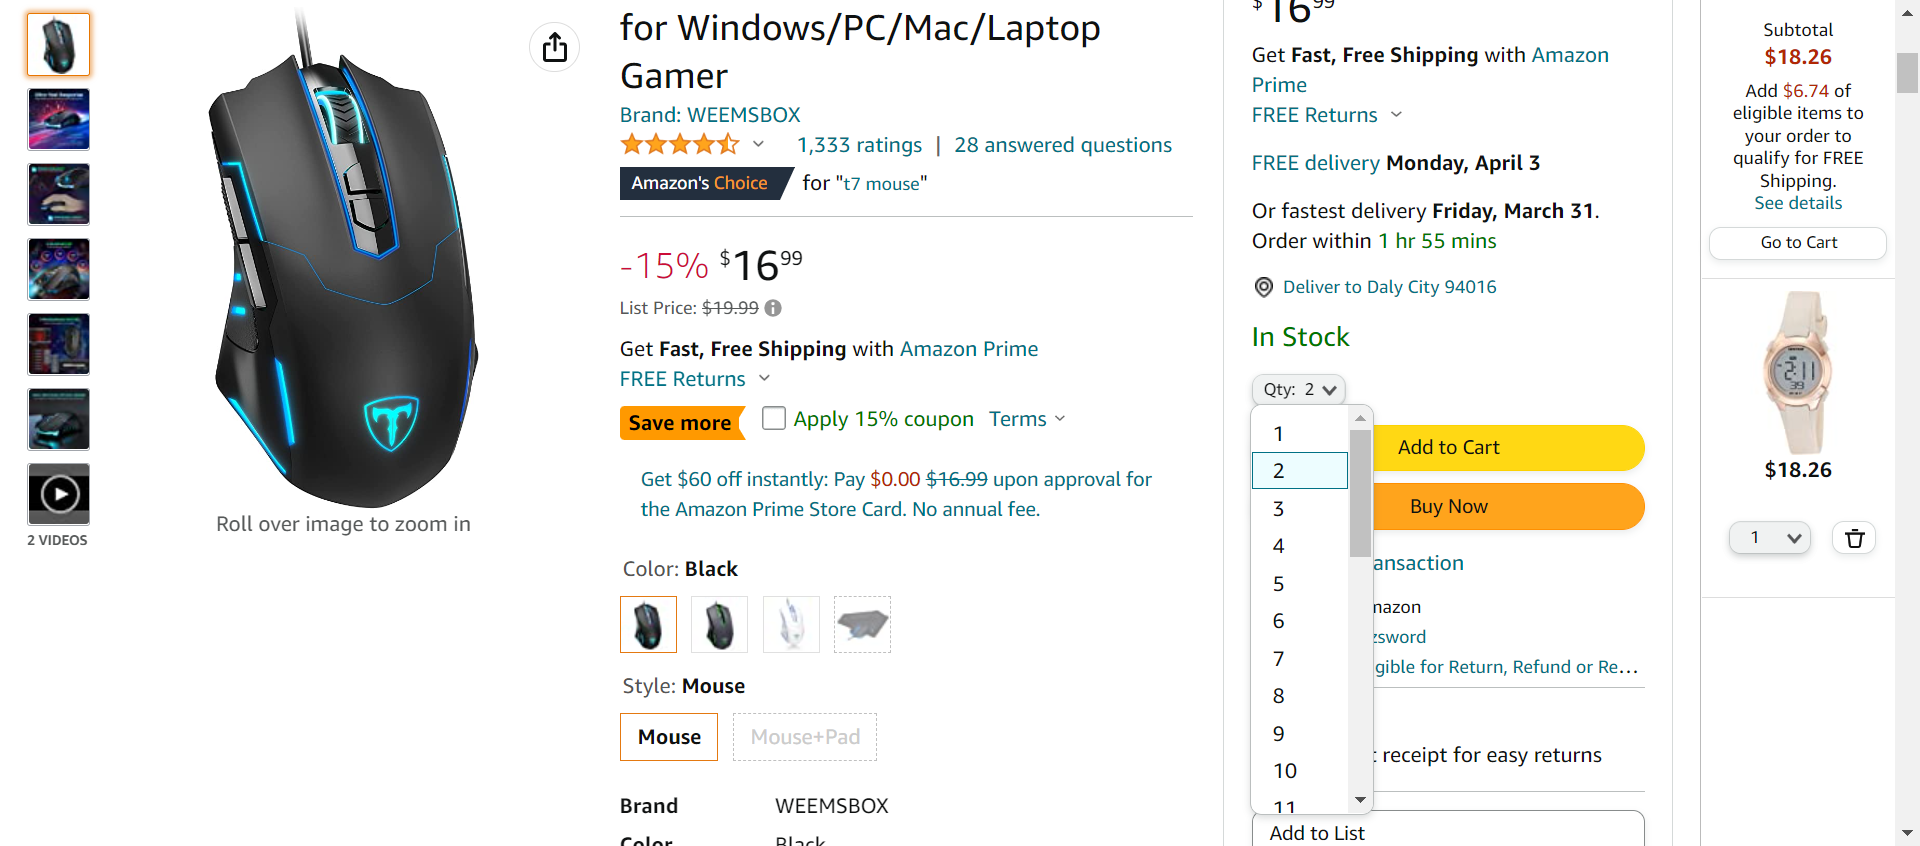 for Windows/PC/Mac/Laptop
Gamer
Brand: WEEMSBOX
1,333 ratings | 28 answered questions
Amazon's Choice for "t7 mouse"
-15% $16 99
List Price: $19.99
Get Fast, Free Shipping with Amazon Prime
FREE Returns
Save more Apply 15% coupon Terms
Get $60 off instantly: Pay $0.00 $16.99 upon approval for
the Amazon Prime Store Card. No annual fee.
Color: Black
Style: Mouse
Mouse Mouse+Pad
Brand WEEMSBOX
Color Black
Roll over image to zoom in
2 VIDEOS
$16 99
Get Fast, Free Shipping with Amazon
Prime
FREE Returns
FREE delivery Monday, April 3
Or fastest delivery Friday, March 31.
Order within 1 hr 55 mins
Deliver to Daly City 94016
In Stock
Qty: 2
1
2
3
4
5
6
7
8
9
10
11
Add to Cart
Buy Now
ansaction
mazon
zsword
gible for Return, Refund or Re...
receipt for easy returns
Add to List
Subtotal
$18.26
Add $6.74 of
eligible items to
your order to
qualify for FREE
Shipping.
See details
Go to Cart
2:11
39
$18.26
1